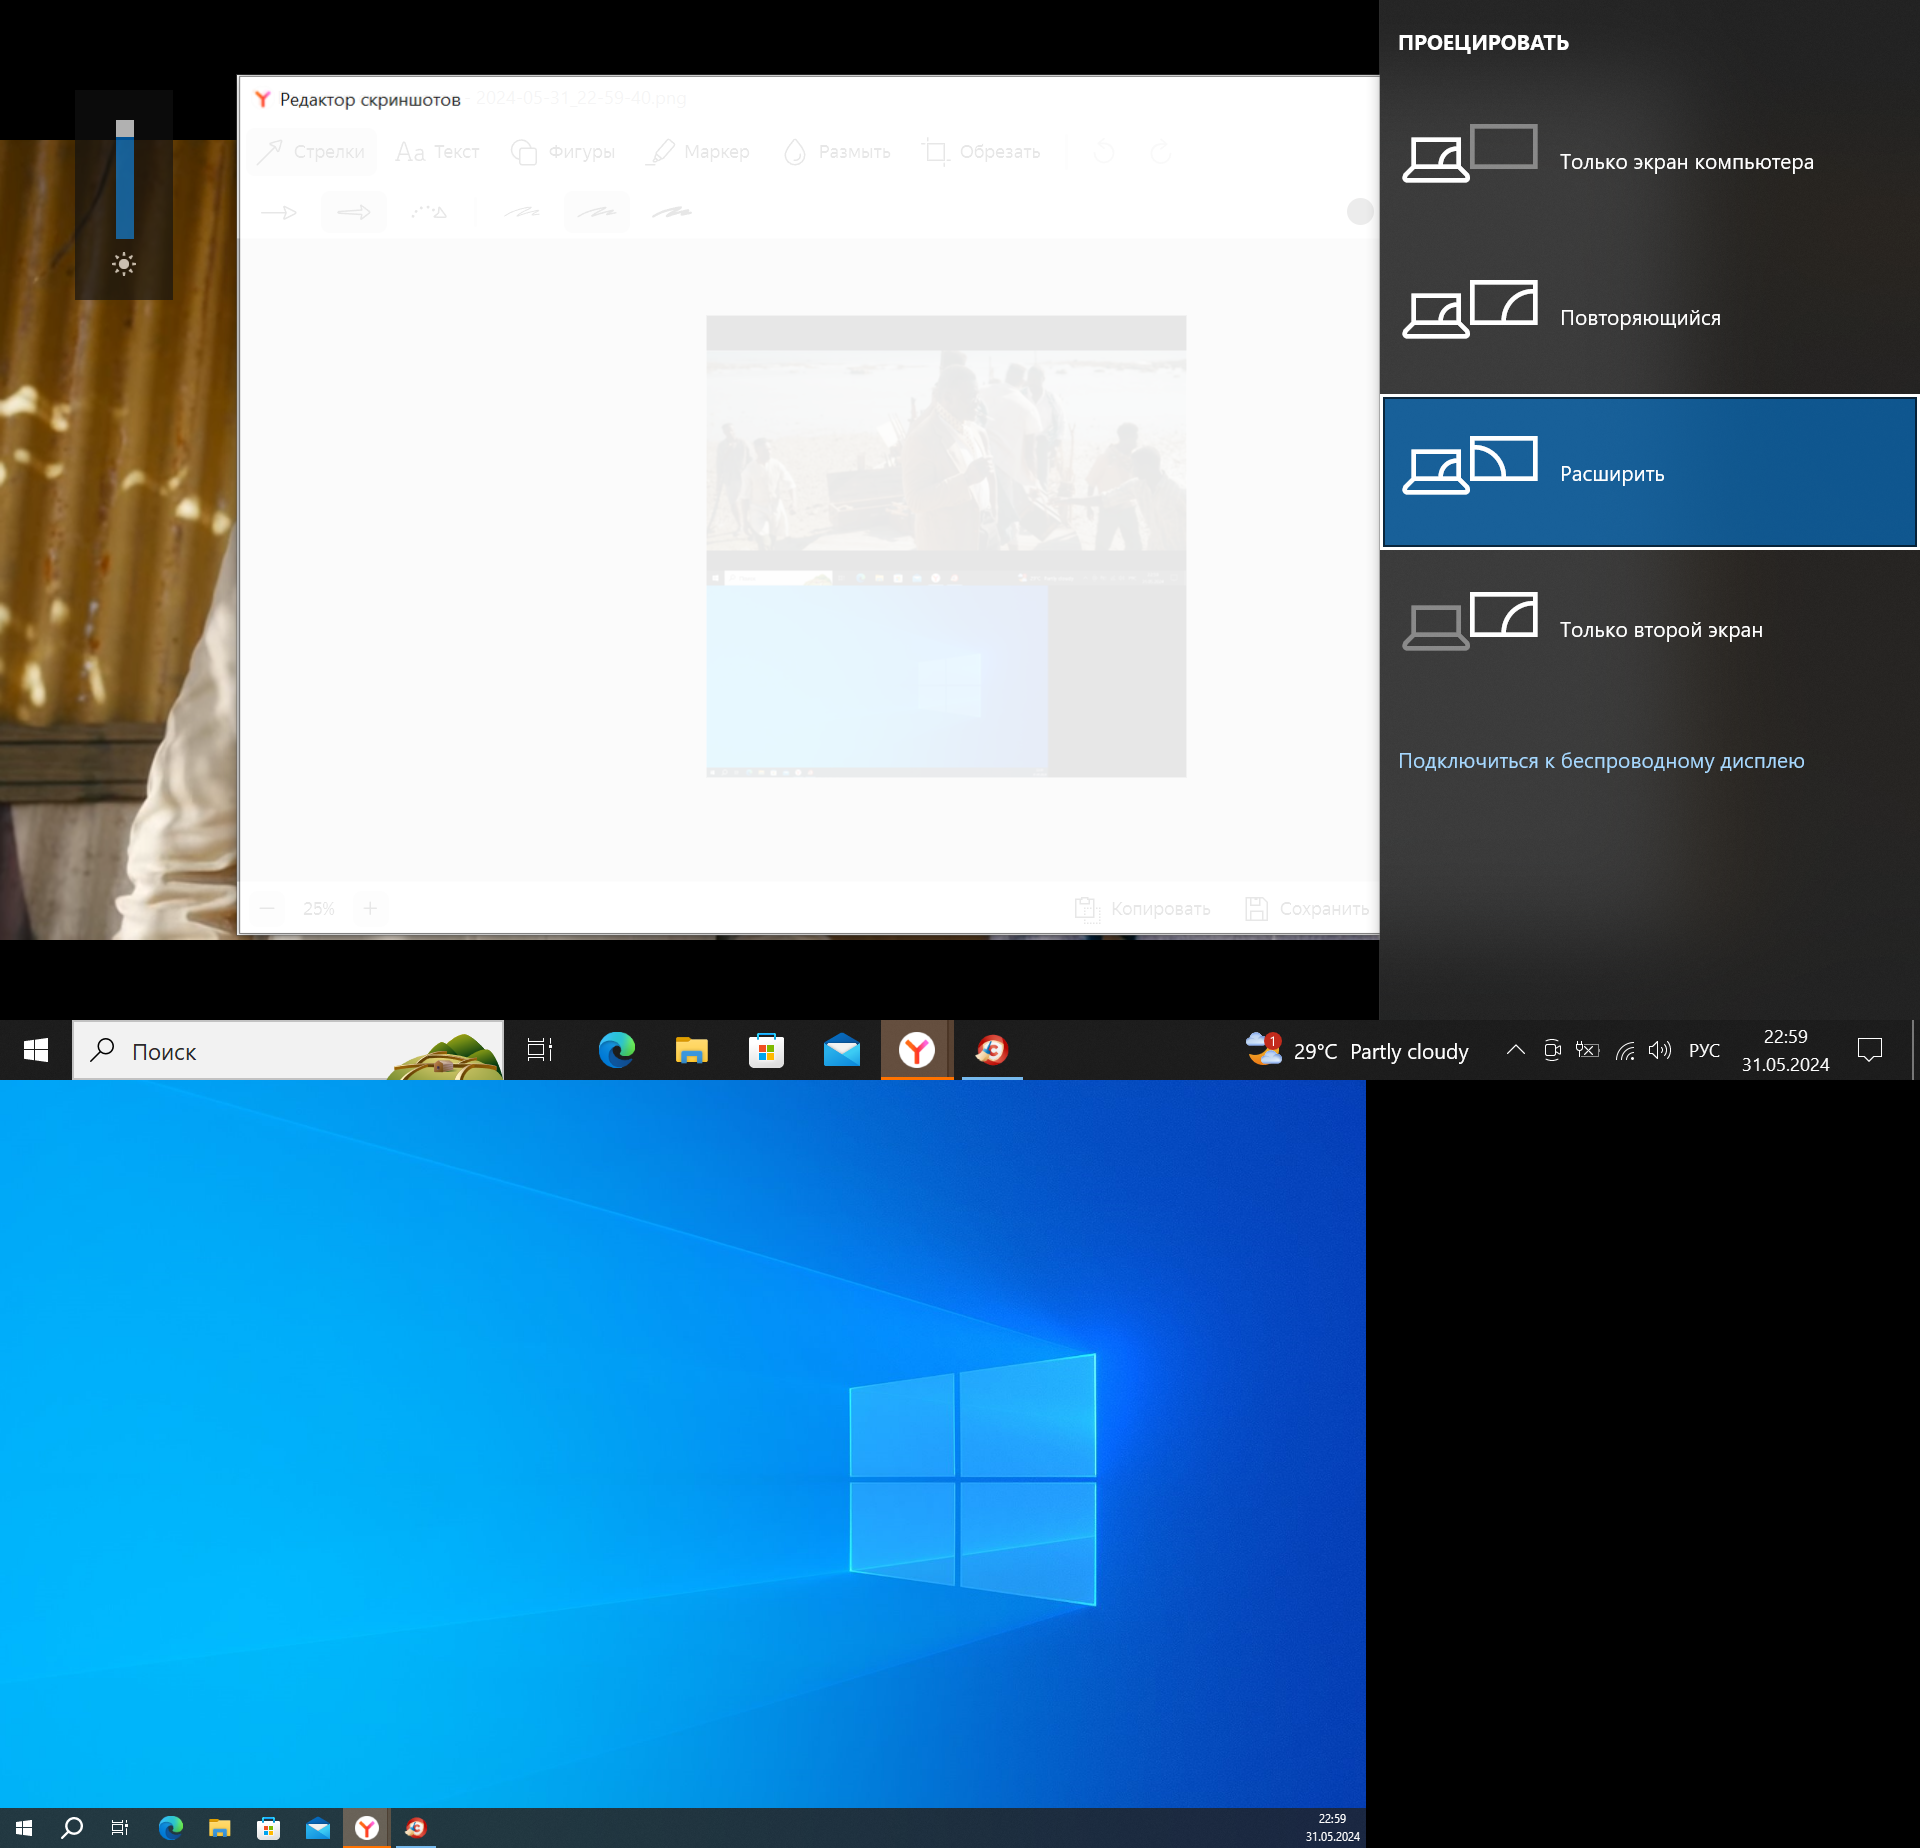 ПРОЕЦИРОВАТЬ
Редактор скриншотов - 2024-05-31_22-59-40.png
Стрелки
Текст
Фигуры
Маркер
Размыть
Обрезать
Только экран компьютера
Повторяющийся
Расширить
Только второй экран
Подключиться к беспроводному дисплею
25%
Копировать
Сохранить
Поиск
1
29°C Partly cloudy
РУС
22:59
31.05.2024
22:59
31.05.2024